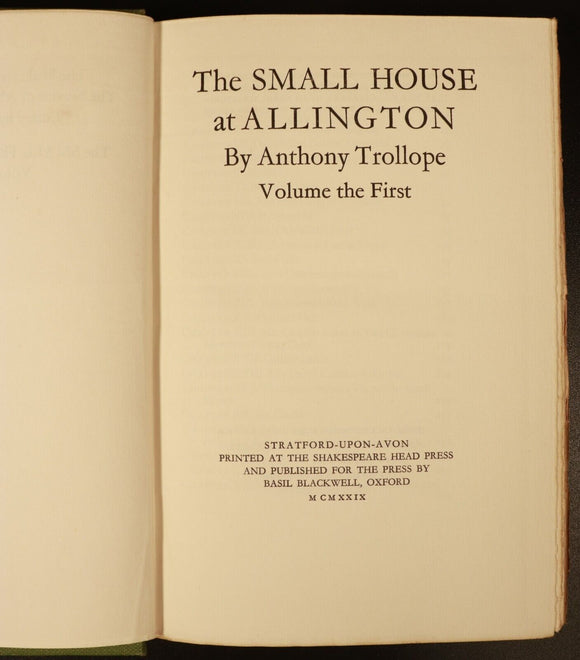 The SMALL HOUSE
at ALLINGTON
By Anthony Trollope
Volume the First
STRATFORD-UPON-AVON
PRINTED AT THE SHAKESPEARE HEAD PRESS
AND PUBLISHED FOR THE PRESS BY
BASIL BLACKWELL, OXFORD
MCMXXIX